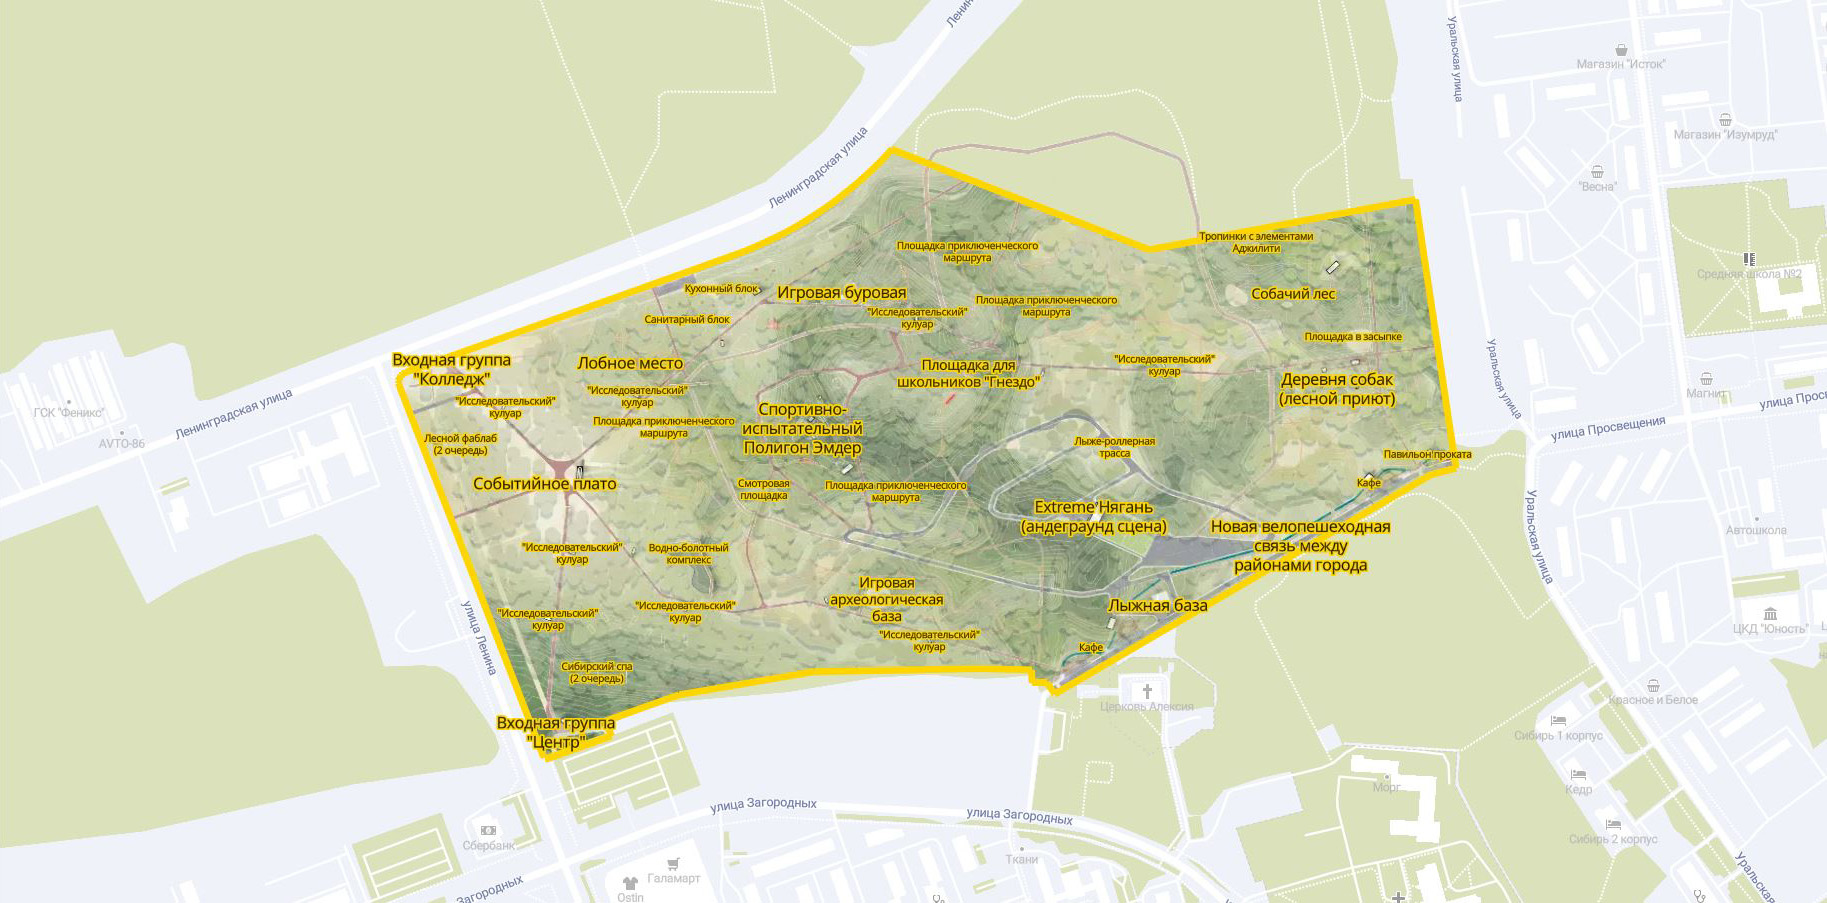 Ленин
Уральская улица
Магазин "Исток"
Магазин "Изумруд"
"Весна"
Ленинградская улица
Средняя школа №2
Тропинки с элементами
Аджилити
Площадка приключенческого
маршрута
Кухонный блок
Игровая буровая
Собачий лес
Площадка приключенческого
маршрута
"Исследовательский"
кулуар
Санитарный блок
Площадка в засыпке
Уральская улица
Входная группа
"Колледж"
Лобное место
Площадка для
школьников "Гнездо"
"Исследовательский"
кулуар
Деревня собак
(лесной приют)
Магнит
улица Прос
"Исследовательский"
кулуар
"Исследовательский"
кулуар
ГСК "Феникс"
AVTO-86
Ленинградская улица
Площадка приключенческого
маршрута
Спортивно-
испытательный
Полигон Эмдер
улица Просвещения
Лесной фаблаб
(2 очередь)
Лыже-роллерная
трасса
Павильон проката
Событийное плато
Смотровая
площадка
Площадка приключенческого
маршрута
Кафе
Extreme Нягань
(андеграунд сцена)
Новая велопешеходная
связь между
районами города
Уральская улица
Автошкола
"Исследовательский"
кулуар
Водно-болотный
комплекс
Игровая
археологическая
база
"Исследовательский"
кулуар
"Исследовательский"
кулуар
Лыжная база
ЦКД "Юность"
Ц
улица Ленина
"Исследовательский"
кулуар
Кафе
Сибирский спа
(2 очередь)
Церковь Алексия
Красное и Белое
Входная группа
"Центр"
Сибирь 1 корпус
Морг
Кедр
улица Загородных
улица Загородных
Сибирь 2 корпус
Сбербанк
Ткани
Галамарт
Ostin
Загородных
Уральская